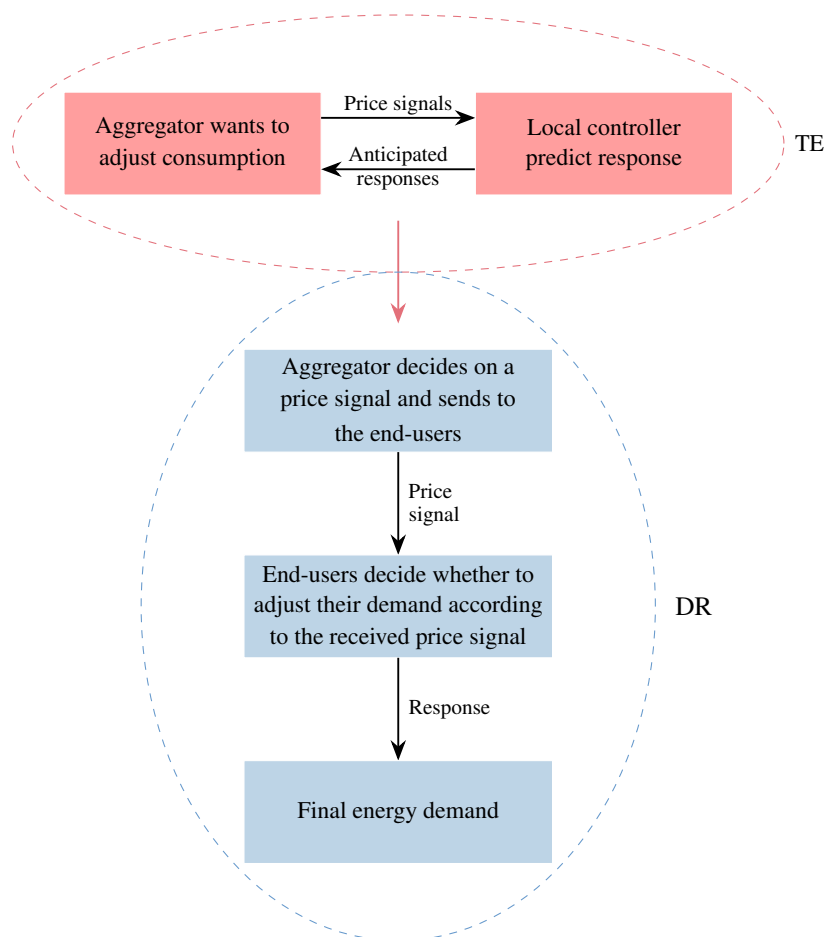 Aggregator wants to
adjust consumption
Price signals
Anticipated
responses
Local controller
predict response
TE
Aggregator decides on a
price signal and sends to
the end-users
Price
signal
End-users decide whether to
adjust their demand according
to the received price signal
DR
Response
Final energy demand